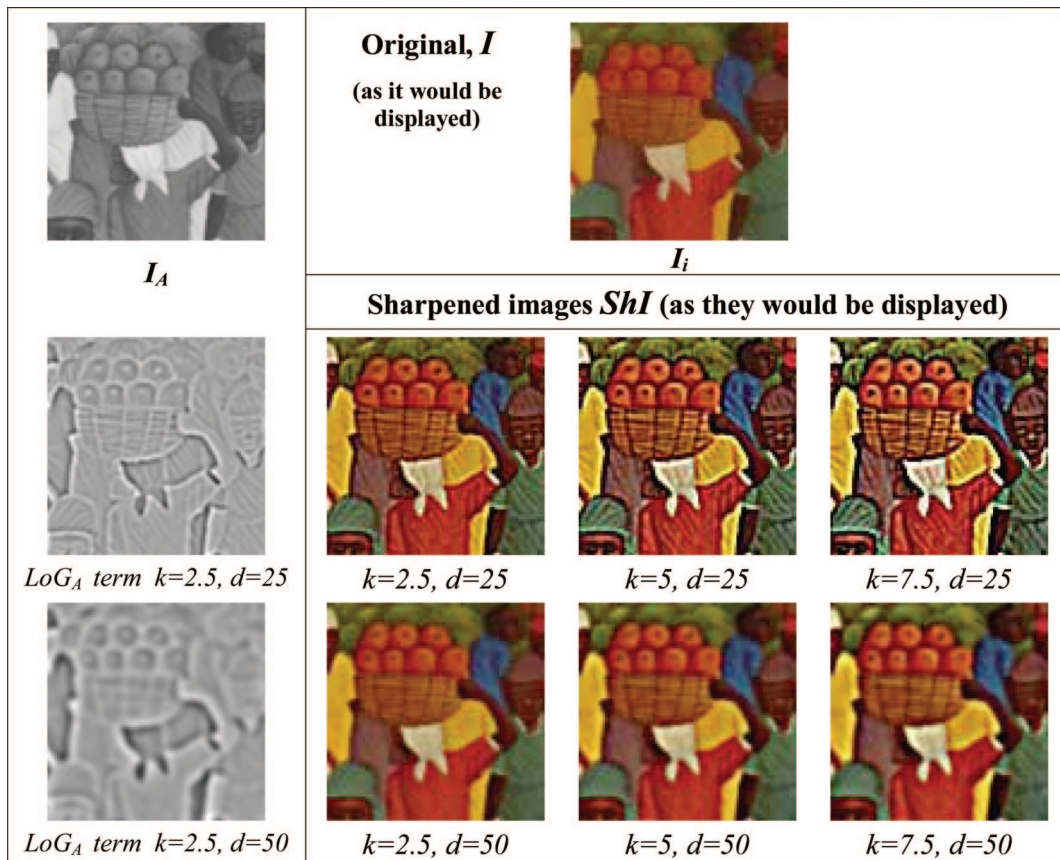 Original, I
(as it would be
displayed)
I_A
I_i
Sharpened images ShI (as they would be displayed)
LoG_A term k=2.5, d=25
k=2.5, d=25
k=5, d=25
k=7.5, d=25
LoG_A term k=2.5, d=50
k=2.5, d=50
k=5, d=50
k=7.5, d=50